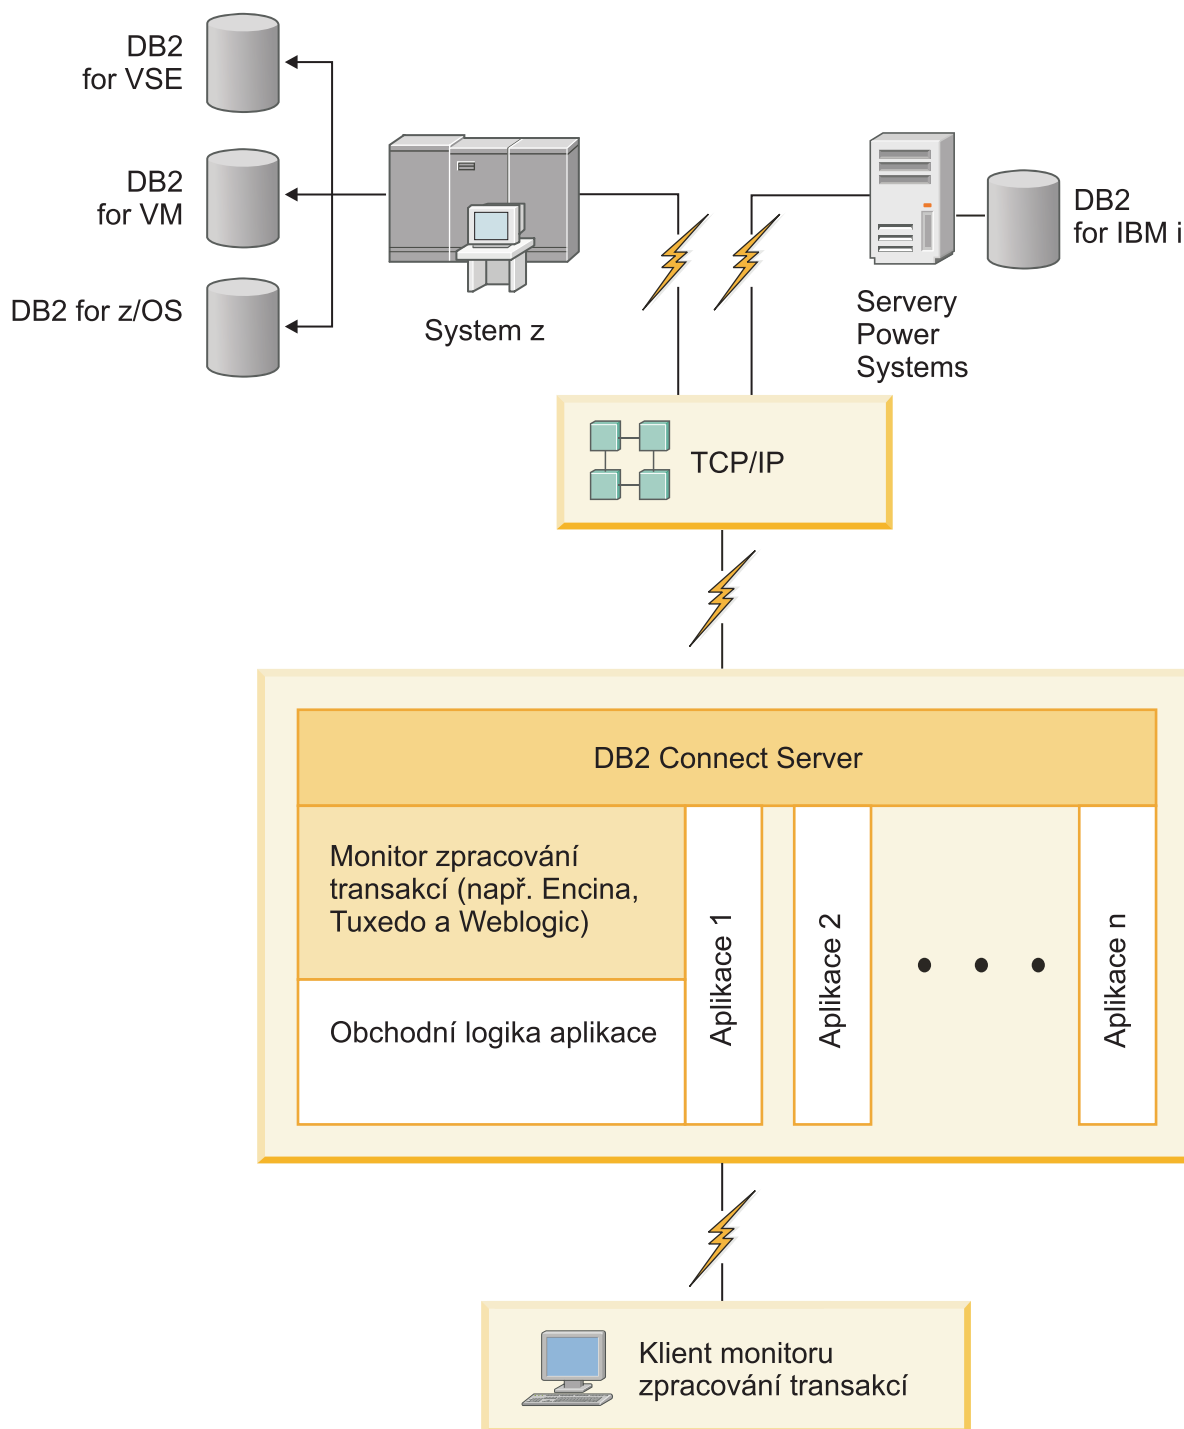 DB2
for VSE
DB2
for VM
DB2 for z/OS
System z
DB2
for IBM i
Servery
Power
Systems
TCP/IP
DB2 Connect Server
Monitor zpracování
transakcí (např. Encina,
Tuxedo a Weblogic)
Obchodní logika aplikace
Aplikace 1
Aplikace 2
Aplikace n
Klient monitoru
zpracování transakcí